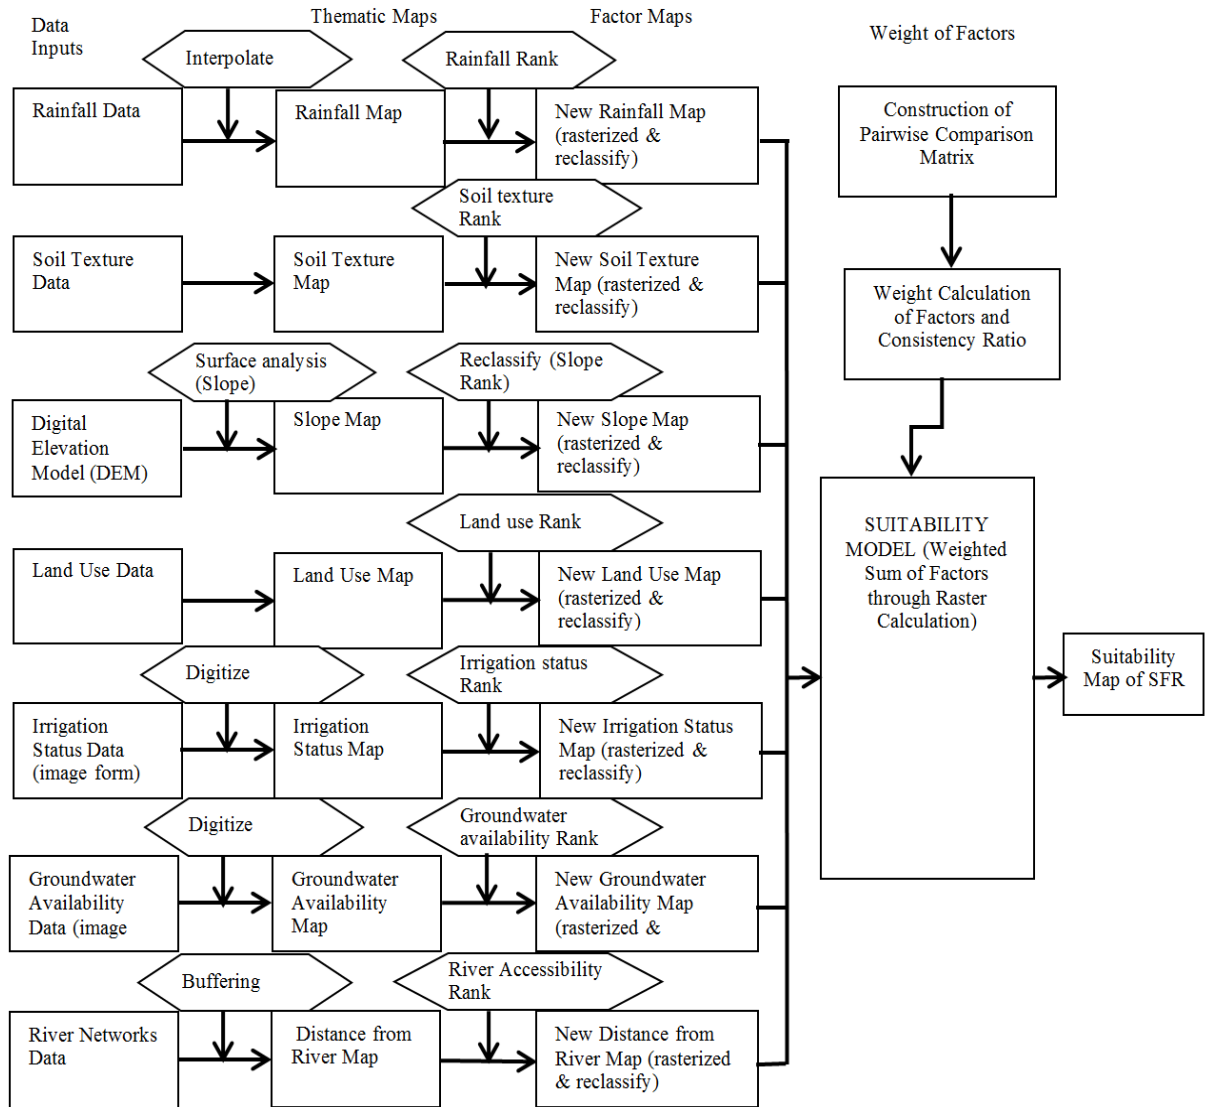 Data
Inputs
Thematic Maps
Factor Maps
Weight of Factors
Interpolate
Rainfall Rank
Rainfall Data
Rainfall Map
New Rainfall Map
(rasterized &
reclassify)
Construction of
Pairwise Comparison
Matrix
Soil texture
Rank
Soil Texture
Data
Soil Texture
Map
New Soil Texture
Map (rasterized &
reclassify)
Weight Calculation
of Factors and
Consistency Ratio
Surface analysis
(Slope)
Reclassify (Slope
Rank)
Digital
Elevation
Model (DEM)
Slope Map
New Slope Map
(rasterized &
reclassify)
Land use Rank
Land Use Data
Land Use Map
New Land Use Map
(rasterized &
reclassify)
SUITABILITY
MODEL (Weighted
Sum of Factors
through Raster
Calculation)
Digitize
Irrigation status
Rank
Suitability
Map of SFR
Irrigation
Status Data
(image form)
Irrigation
Status Map
New Irrigation Status
Map (rasterized &
reclassify)
Digitize
Groundwater
availability Rank
Groundwater
Availability
Data (image
Groundwater
Availability
Map
New Groundwater
Availability Map
(rasterized &
Buffering
River Accessibility
Rank
River Networks
Data
Distance from
River Map
New Distance from
River Map (rasterized
& reclassify)